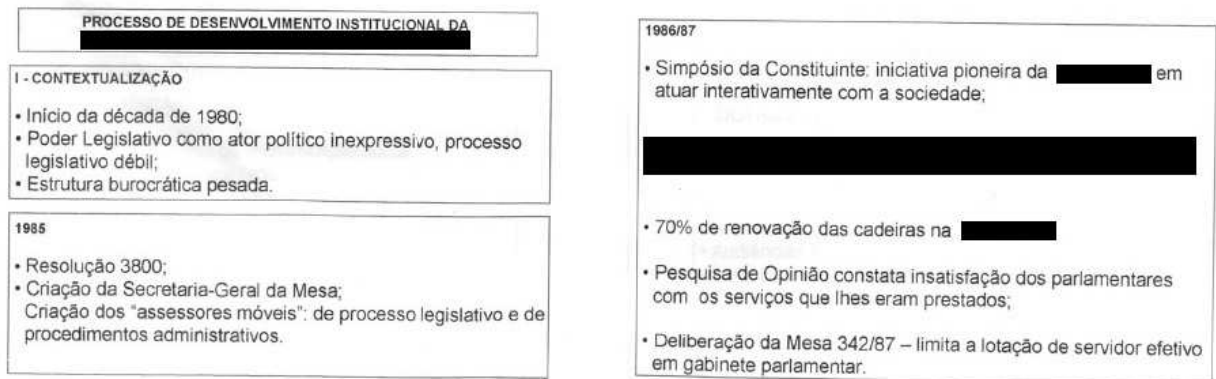 PROCESSO DE DESENVOLVIMENTO INSTITUCIONAL DA
I - CONTEXTUALIZAÇÃO
• Início da década de 1980;
• Poder Legislativo como ator político inexpressivo, processo
legislativo débil;
• Estrutura burocrática pesada.
1985
• Resolução 3800;
• Criação da Secretaria-Geral da Mesa;
Criação dos "assessores móveis": de processo legislativo e de
procedimentos administrativos.
1986/87
• Simpósio da Constituinte: iniciativa pioneira da em
atuar interativamente com a sociedade;
• 70% de renovação das cadeiras na
• Pesquisa de Opinião constata insatisfação dos parlamentares
com os serviços que lhes eram prestados;
• Deliberação da Mesa 342/87 – limita a lotação de servidor efetivo
em gabinete parlamentar.